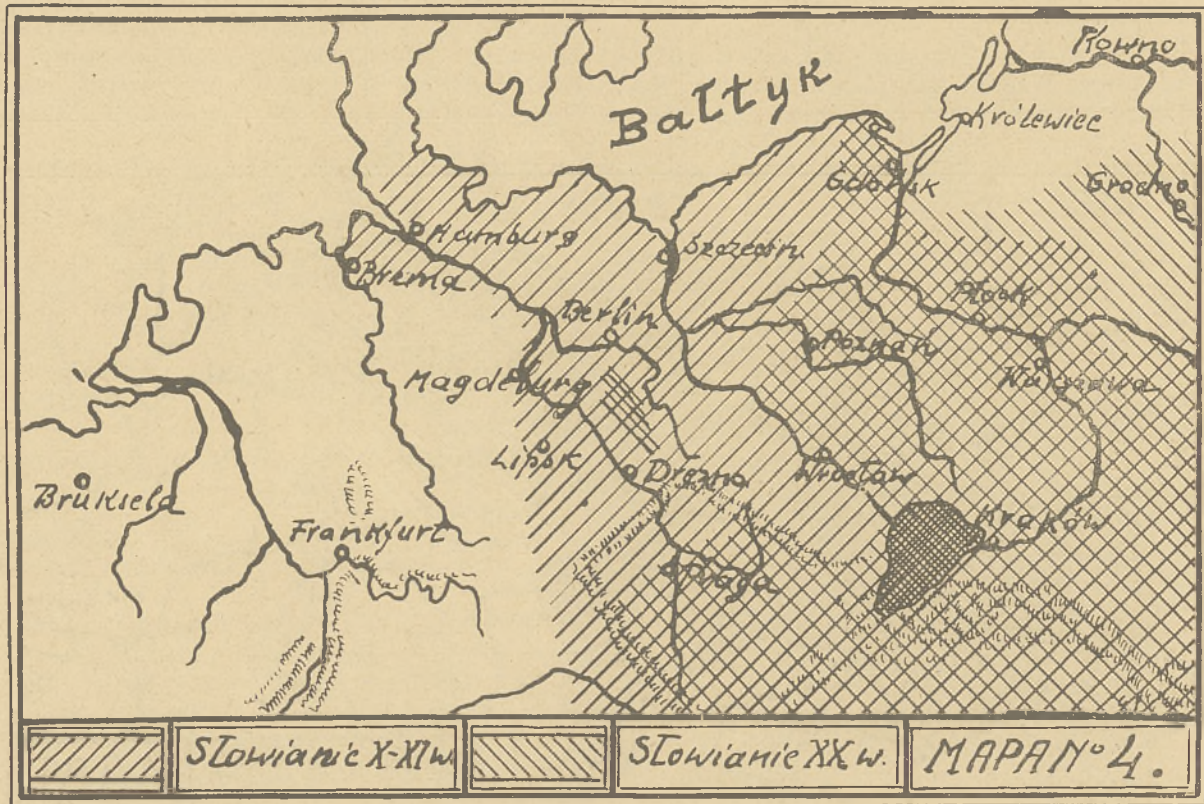 Bałtyk
Kowno
Królewiec
Gdańsk
Grodno
Hamburg
Szczecin
Brema
Berlin
Płock
Poznań
Warszawa
Magdeburg
Lipsk
Drezno
Wrocław
Bruksela
Frankfurt
Kraków
Praga
Słowianie X-XI w.
Słowianie XX w.
MAPA No 4.